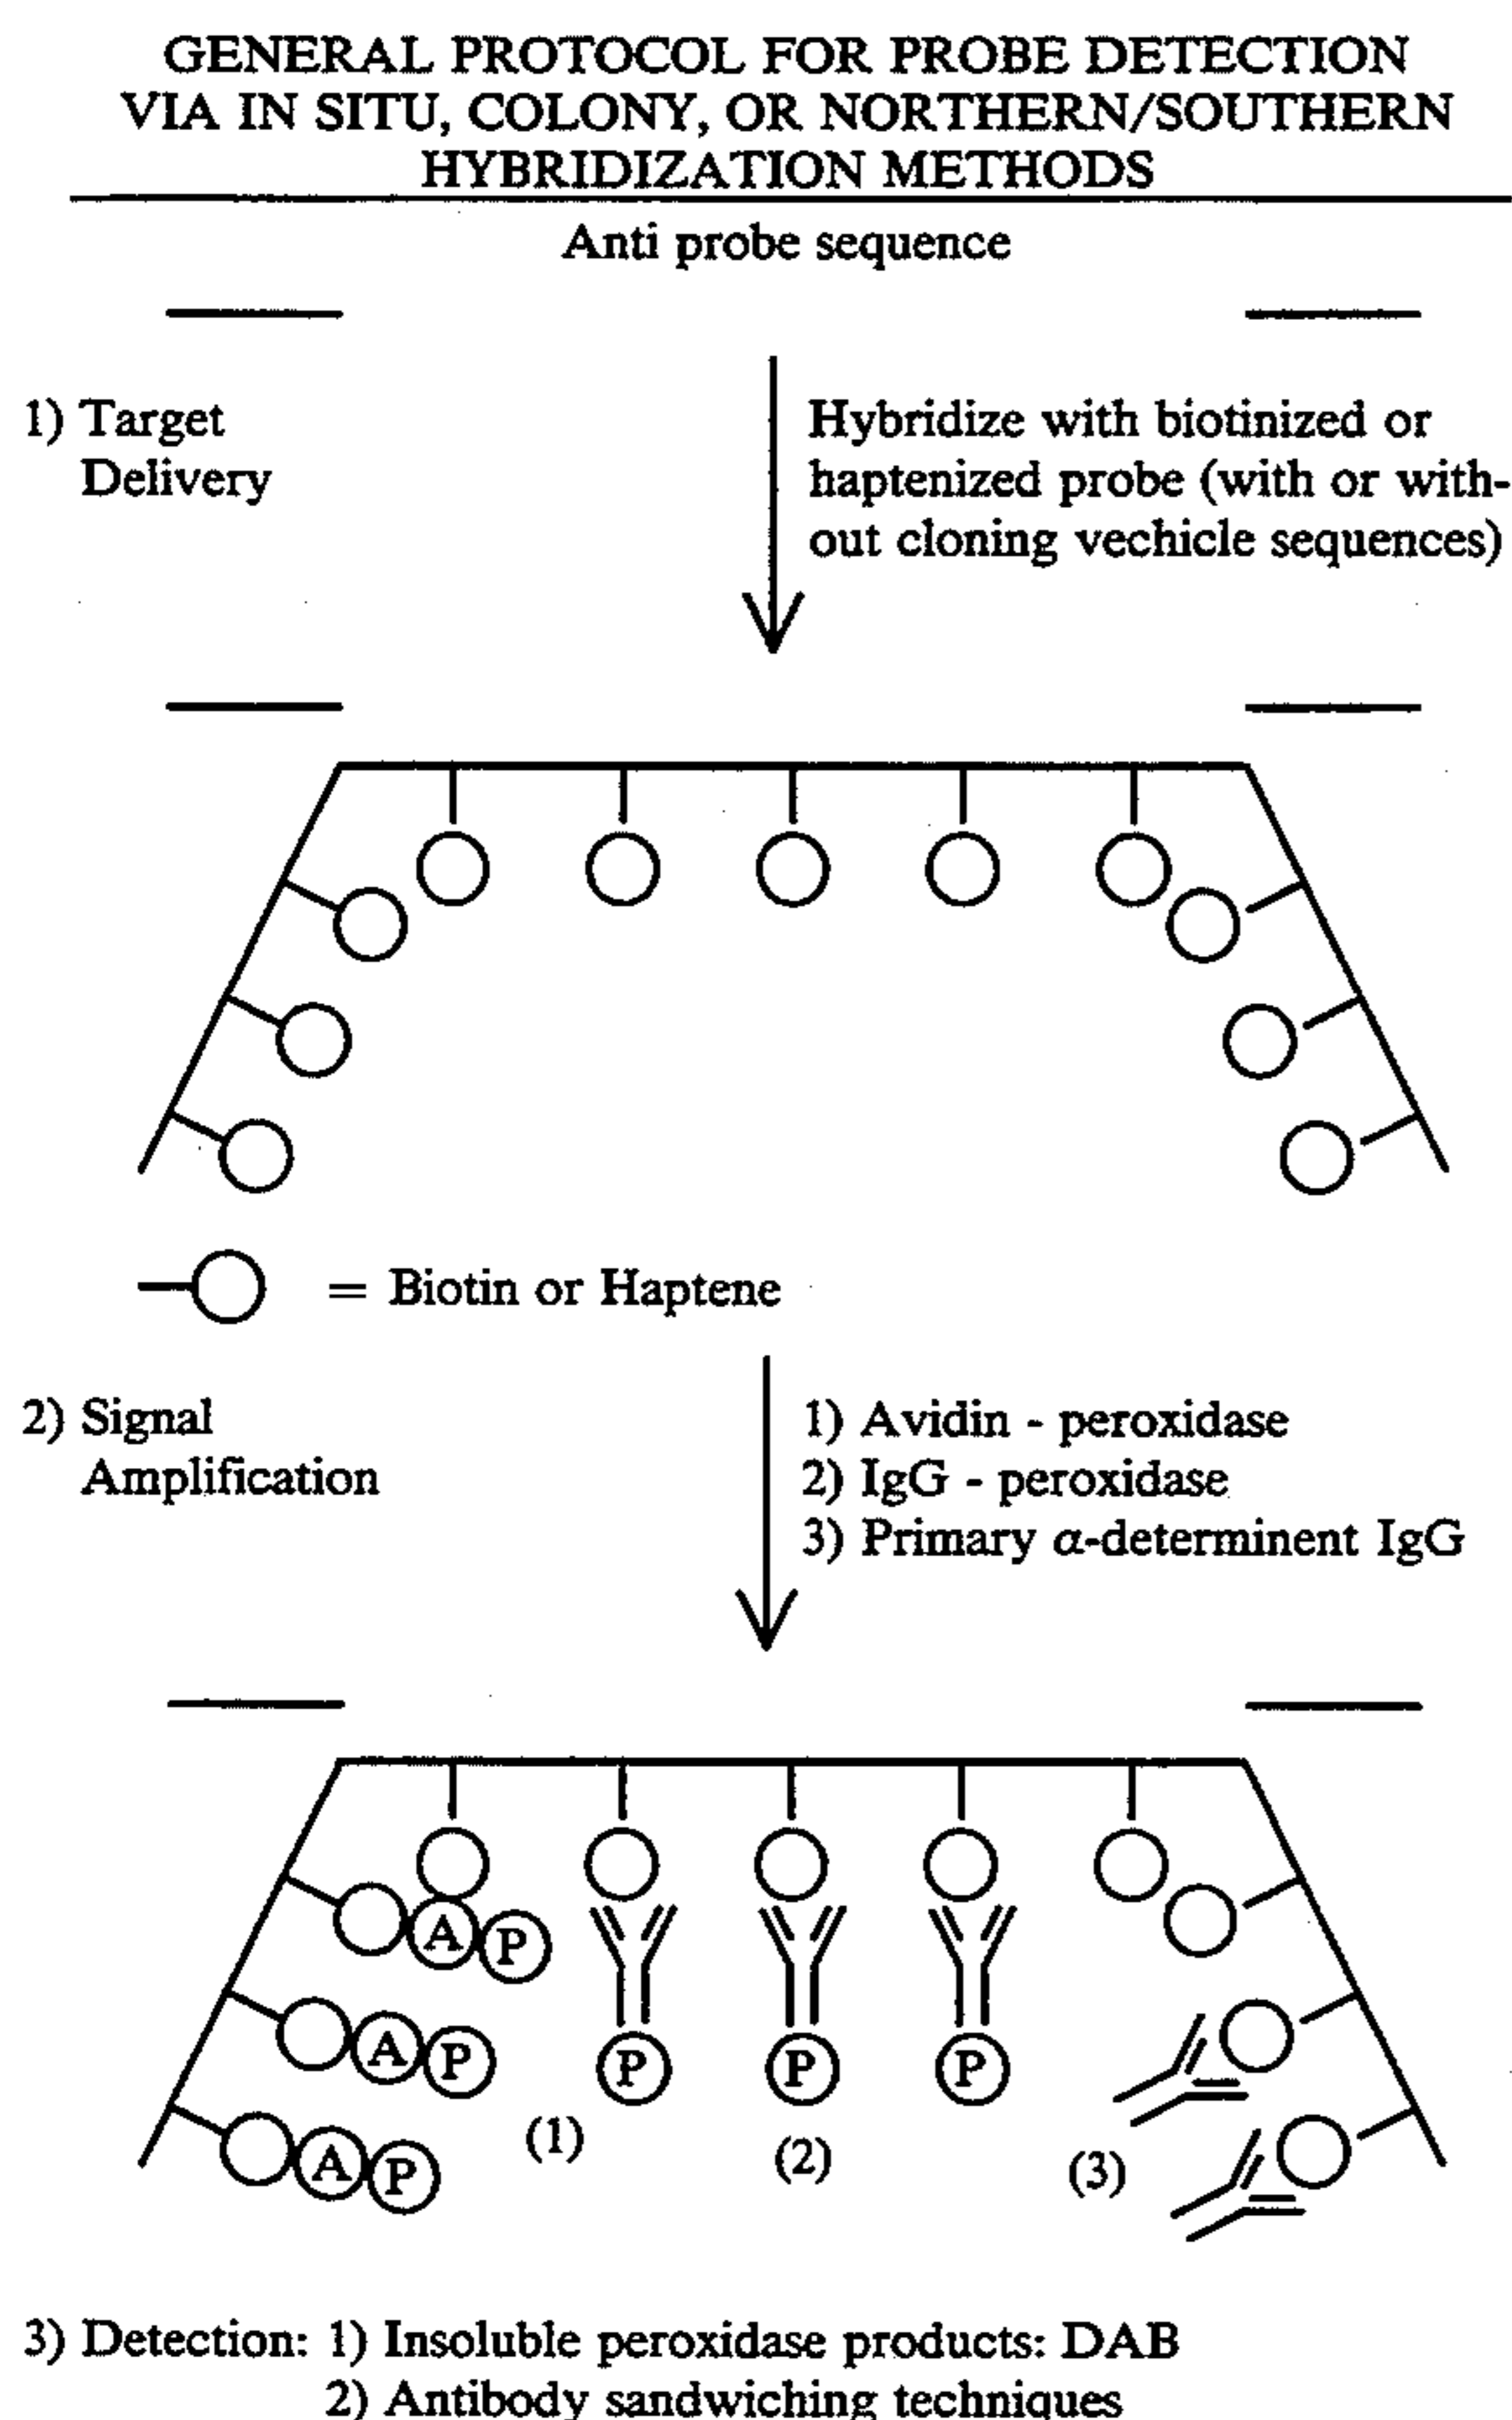 GENERAL PROTOCOL FOR PROBE DETECTION
VIA IN SITU, COLONY, OR NORTHERN/SOUTHERN
HYBRIDIZATION METHODS
Anti probe sequence
1) Target
Delivery
Hybridize with biotinized or
haptenized probe (with or with-
out cloning vechicle sequences)
= Biotin or Haptene
2) Signal
Amplification
1) Avidin - peroxidase
2) IgG - peroxidase
3) Primary α-determinent IgG
A P
A P
P P P
A P
(1) (2) (3)
3) Detection: 1) Insoluble peroxidase products: DAB
2) Antibody sandwiching techniques